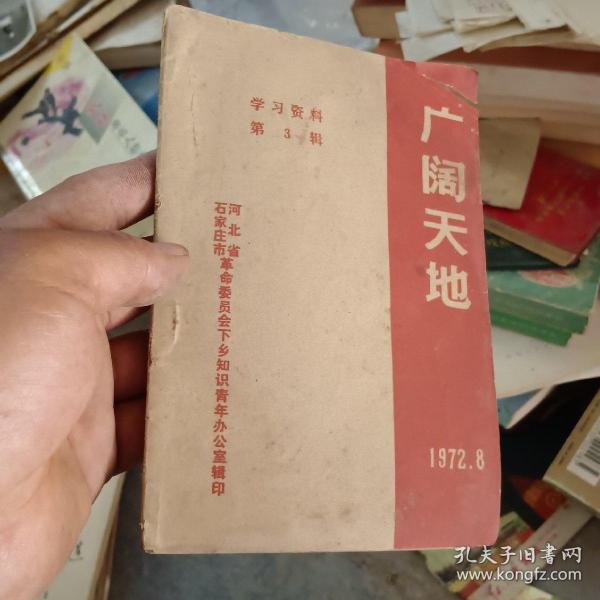 广阔天地
1972.8
学习资料
第3辑
河北省
石家庄市革命委员会下乡知识青年办公室辑印
孔夫子旧书网
www.kongfz.com